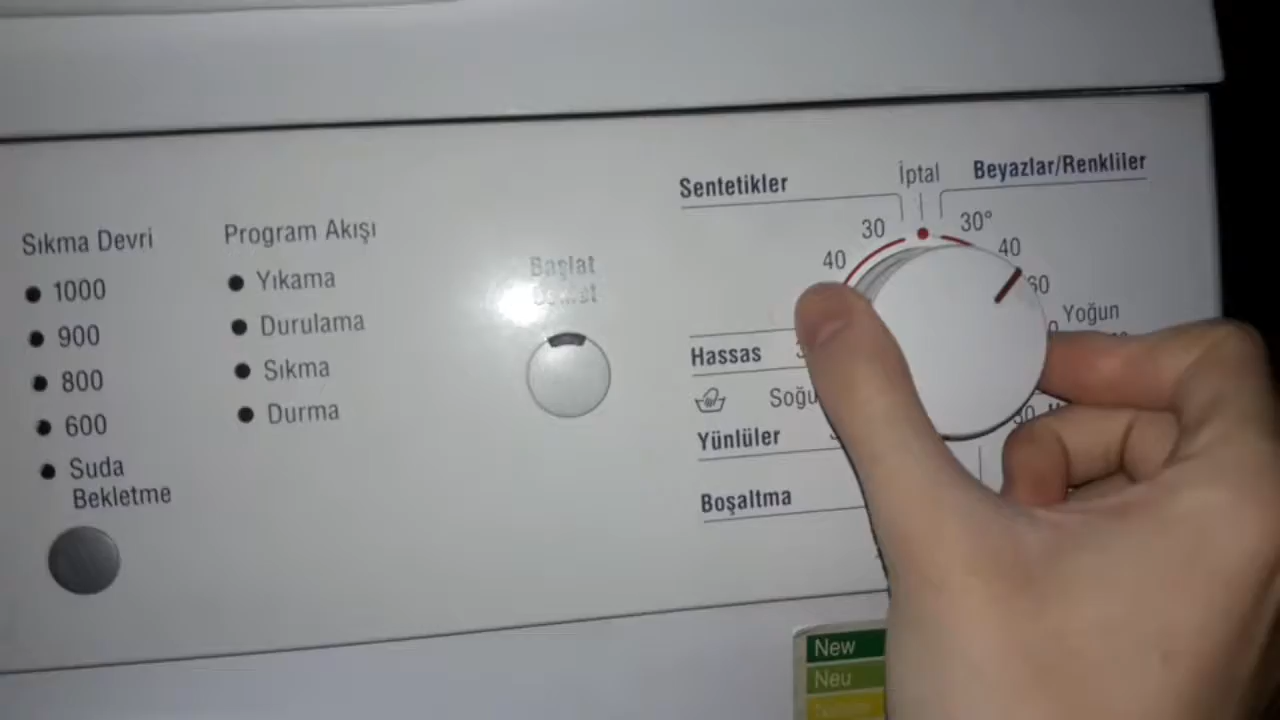 Sıkma Devri
1000
900
800
600
Suda
Bekletme
Program Akışı
Yıkama
Durulama
Sıkma
Durma
Başlat
Sentetikler
İptal
Beyazlar/Renkliler
30
40
30°
40
60
Yoğun
Hassas
Yünlüler
Boşaltma
New
Neu